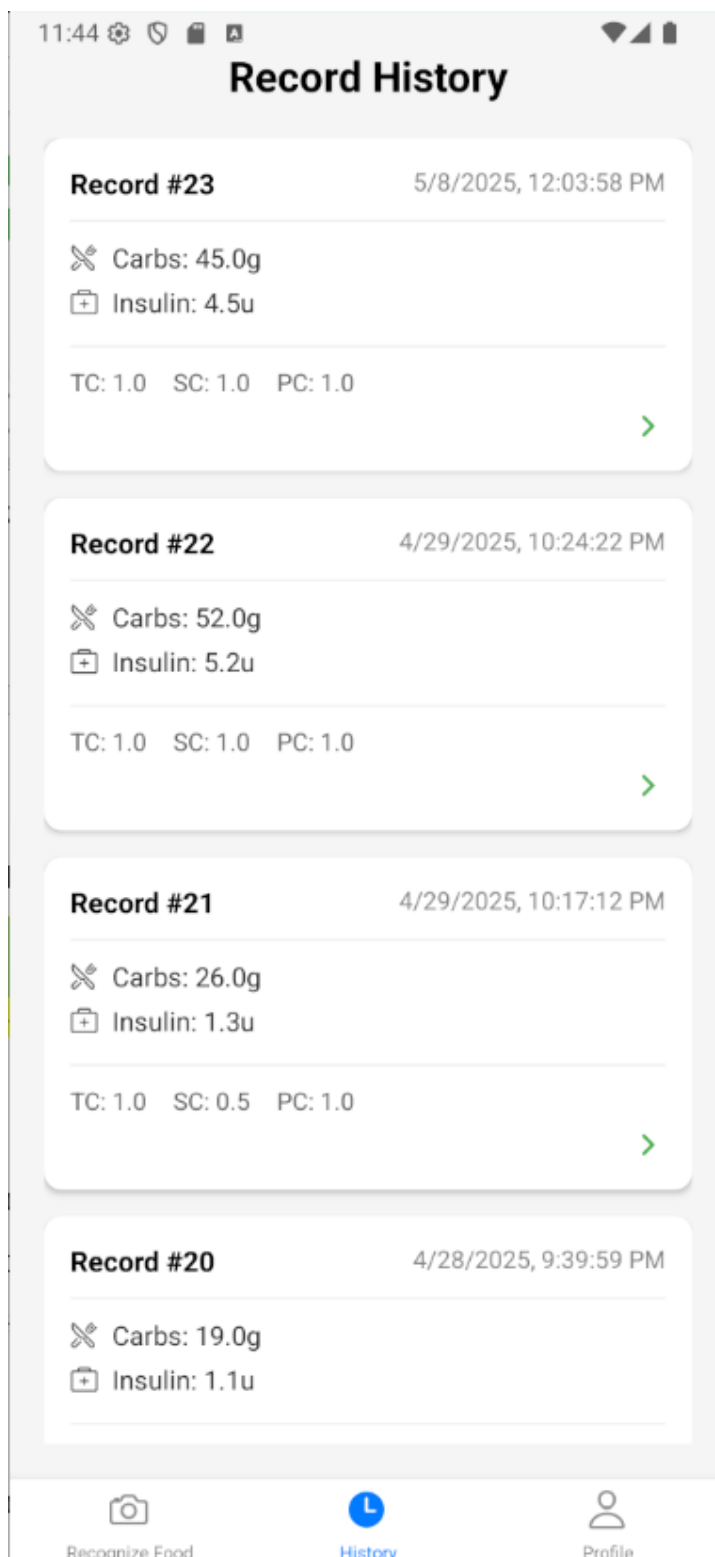 11:44
Record History
Record #23 5/8/2025, 12:03:58 PM
Carbs: 45.0g
Insulin: 4.5u
TC: 1.0 SC: 1.0 PC: 1.0
Record #22 4/29/2025, 10:24:22 PM
Carbs: 52.0g
Insulin: 5.2u
TC: 1.0 SC: 1.0 PC: 1.0
Record #21 4/29/2025, 10:17:12 PM
Carbs: 26.0g
Insulin: 1.3u
TC: 1.0 SC: 0.5 PC: 1.0
Record #20 4/28/2025, 9:39:59 PM
Carbs: 19.0g
Insulin: 1.1u
Recognize Food History Profile